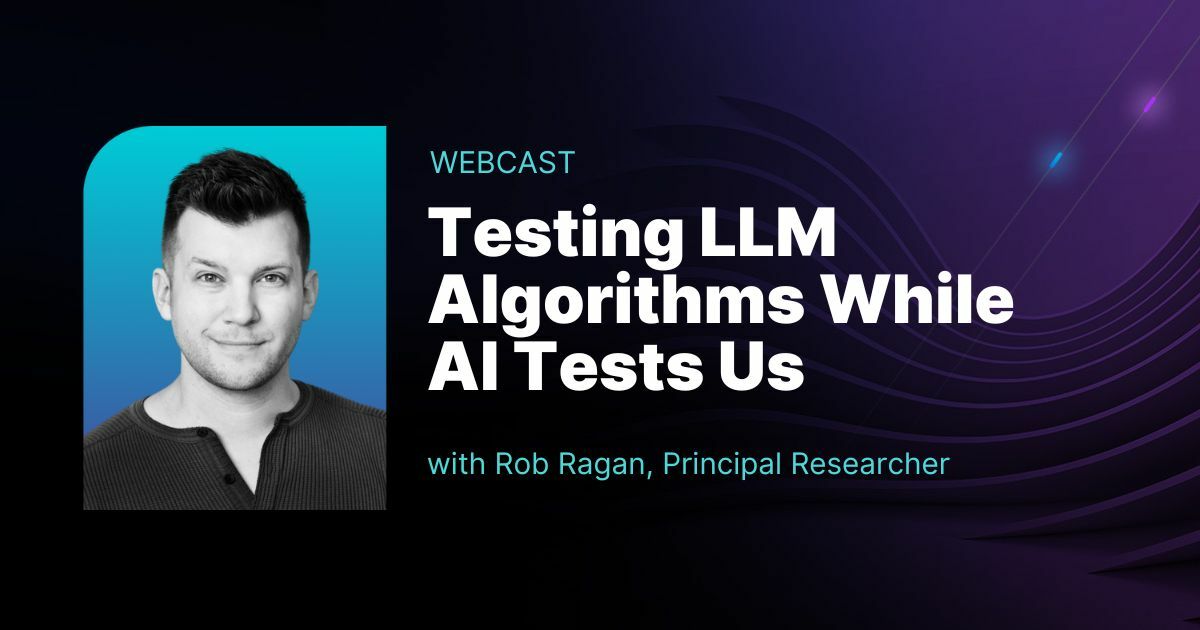 WEBCAST
Testing LLM
Algorithms While
AI Tests Us
with Rob Ragan, Principal Researcher